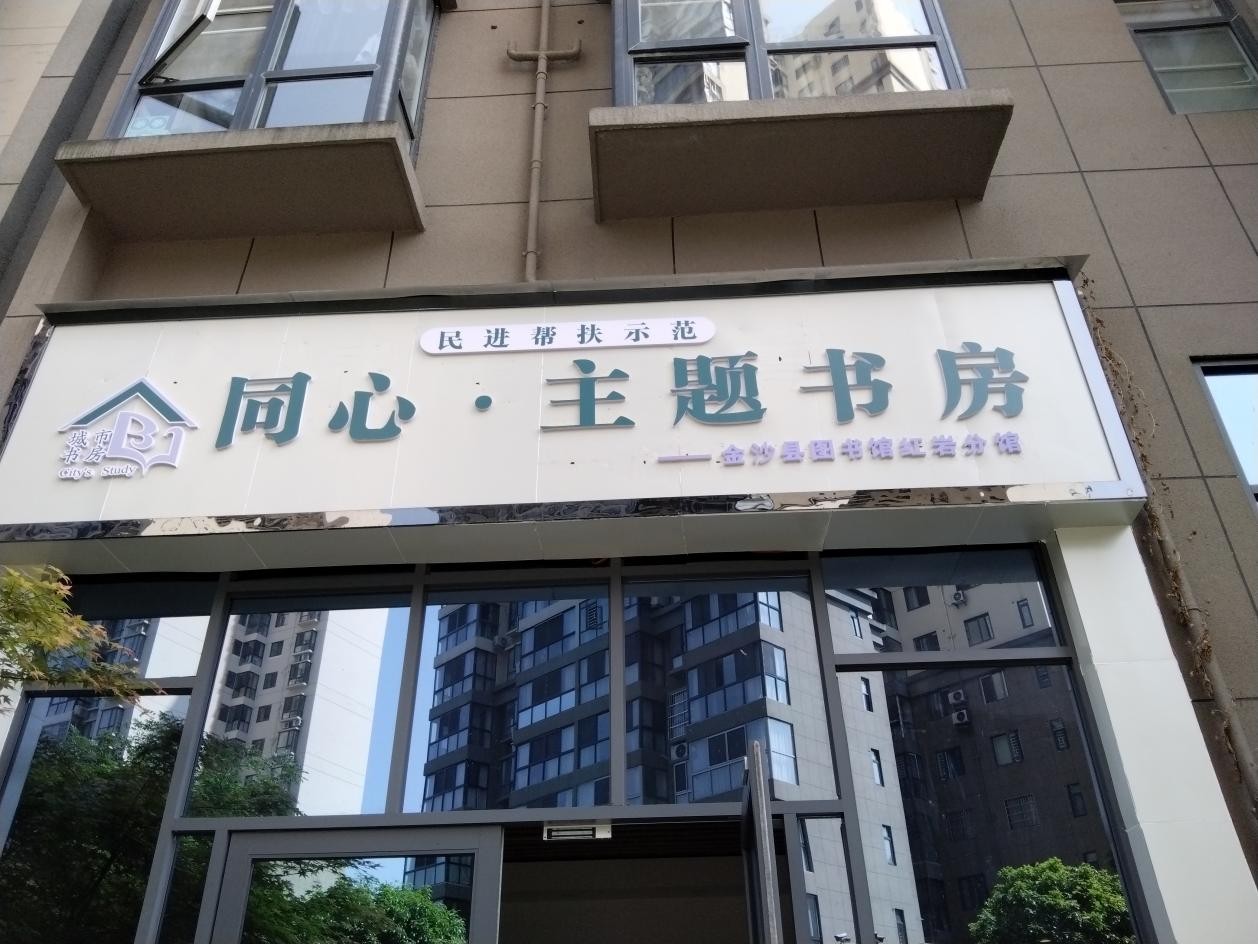 民进帮扶示范
同心·主题书房
——金沙县图书馆红岩分馆
城市
书房
City's Study